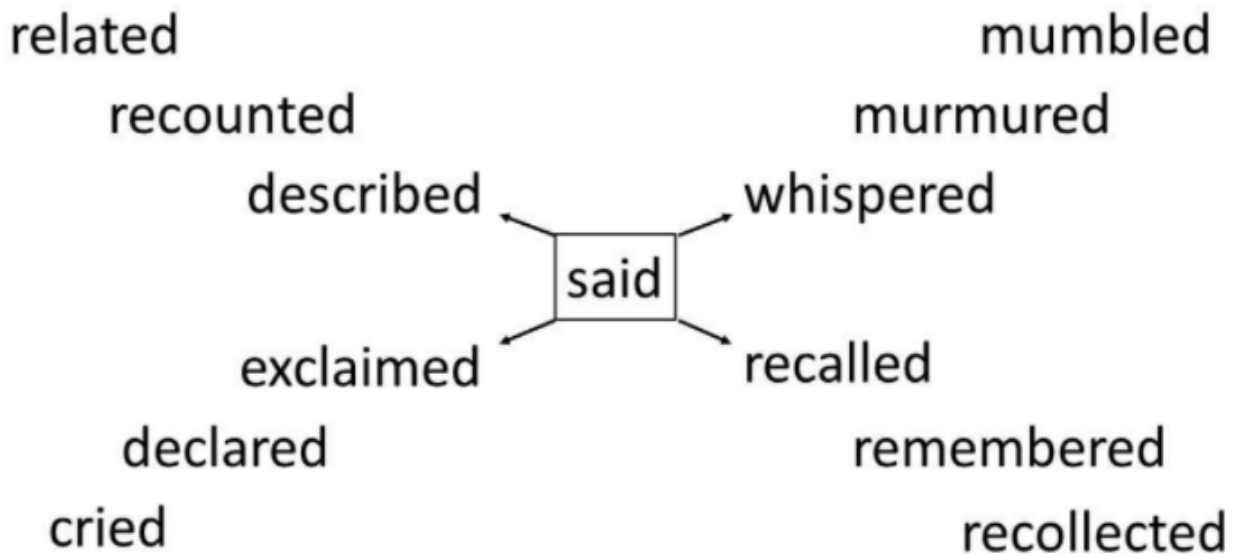 related mumbled
recounted murmured
described whispered
said
exclaimed recalled
declared remembered
cried recollected